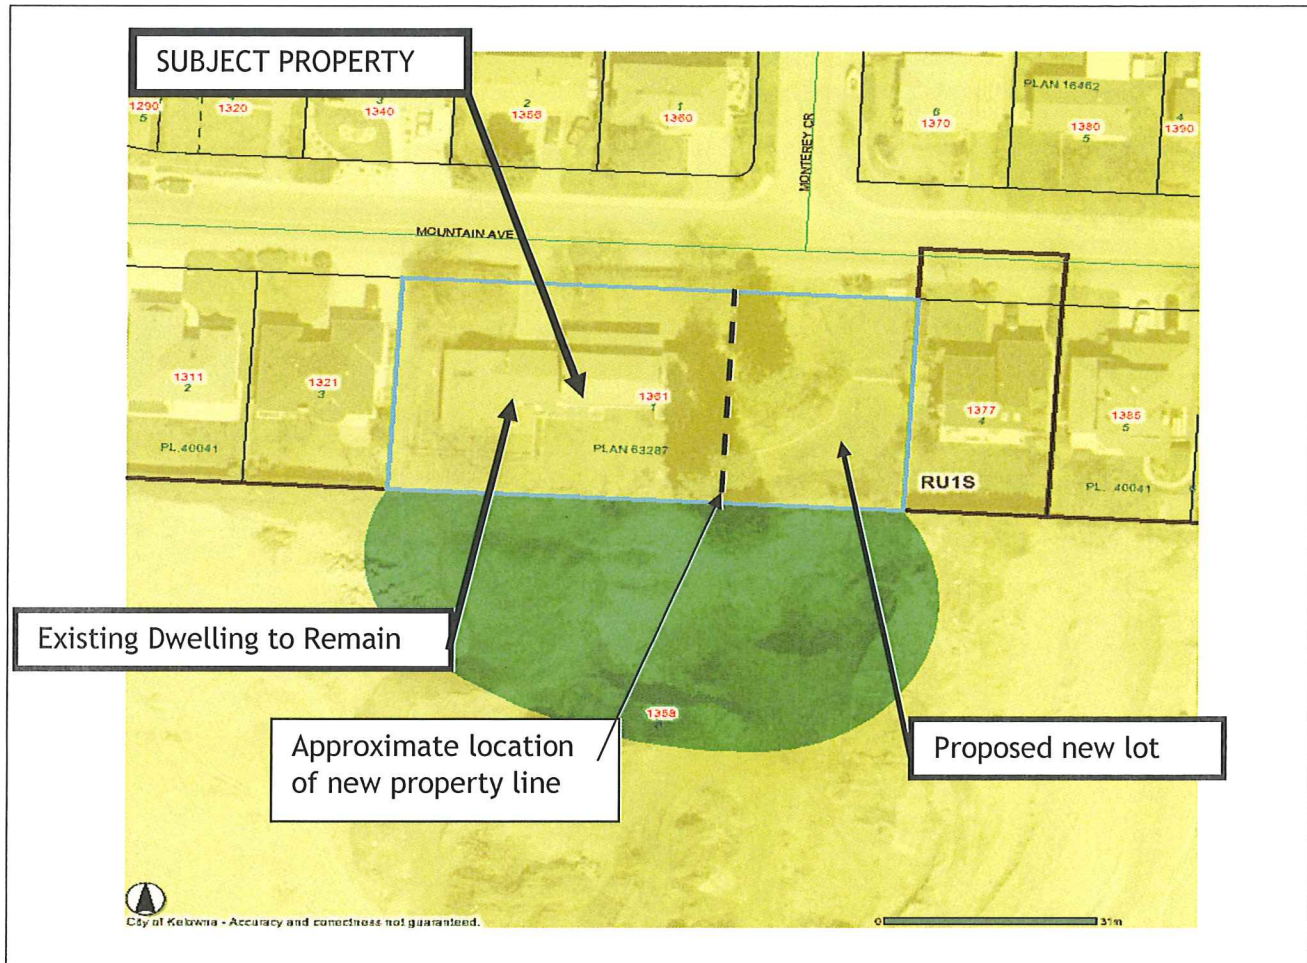 SUBJECT PROPERTY
1290
5
1320
3
1340
2
1356
1
1360
MONTEREY CR
6
1370
PLAN 16462
1380
5
4
1390
MOUNTAIN AVE
1311
2
1321
3
1361
1
1377
4
1385
5
PL. 40041
PLAN 63287
RU1S
PL. 40041
Existing Dwelling to Remain
1358
Approximate location
of new property line
Proposed new lot
City of Kelowna - Accuracy and correctness not guaranteed.
0
31m